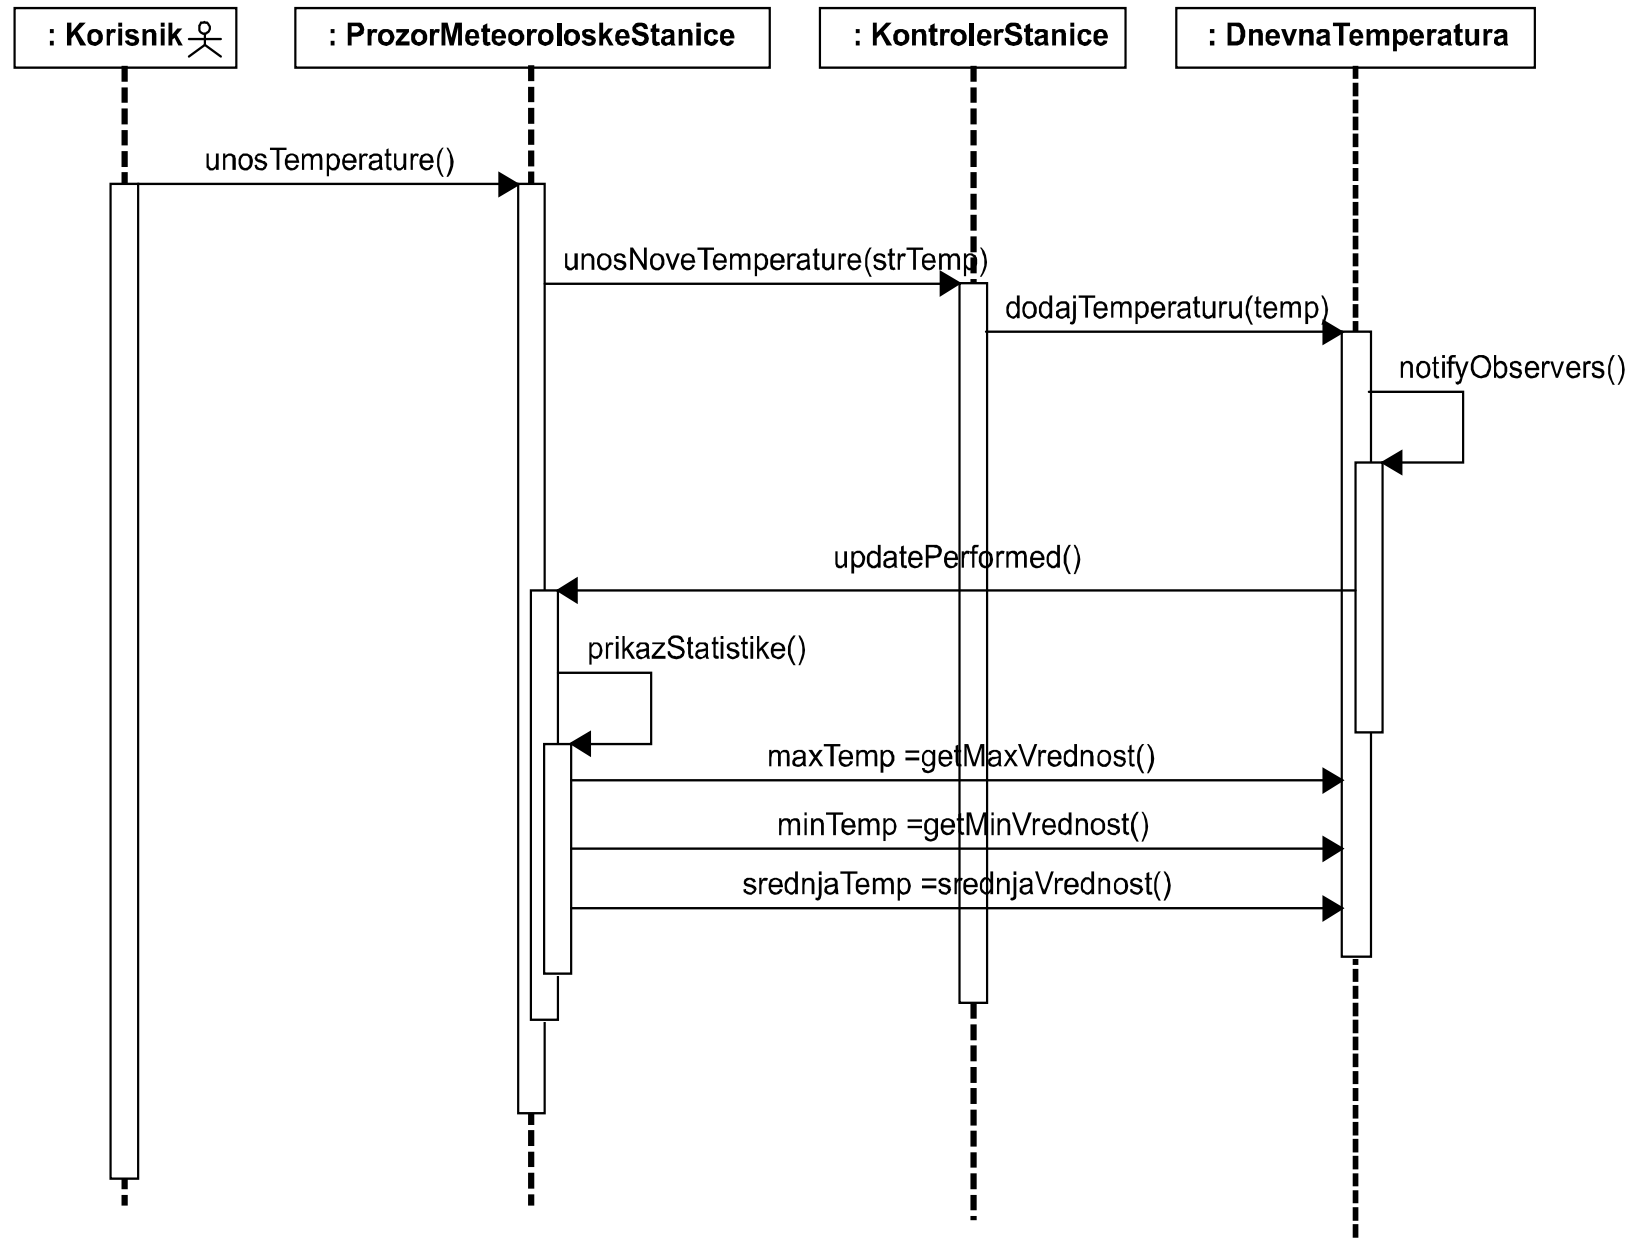 : Korisnik
: ProzorMeteoroloskeStanice
: KontrolerStanice
: DnevnaTemperatura
unosTemperature()
unosNoveTemperature(strTemp)
dodajTemperaturu(temp)
notifyObservers()
updatePerformed()
prikazStatistike()
maxTemp =getMaxVrednost()
minTemp =getMinVrednost()
srednjaTemp =srednjaVrednost()